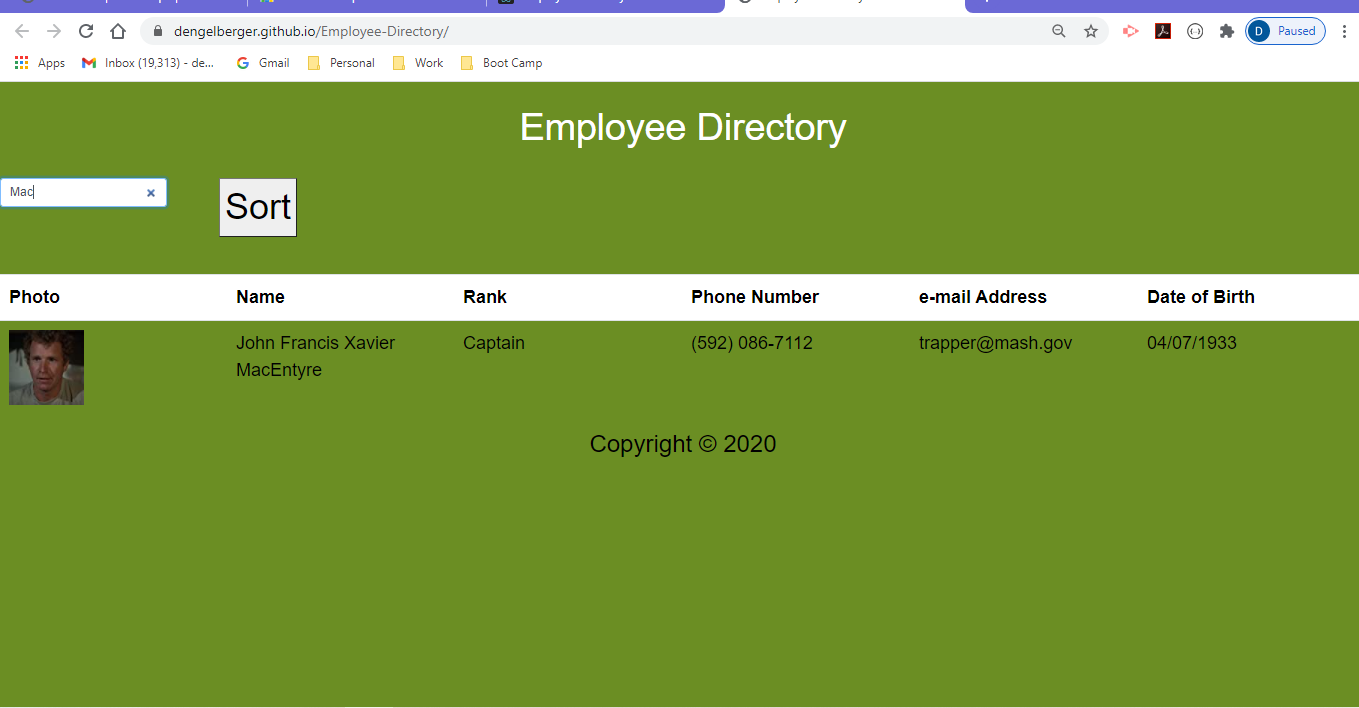 dengelberger.github.io/Employee-Directory/
D Paused
Apps
Inbox (19,313) - de...
G Gmail
Personal
Work
Boot Camp
Employee Directory
Mac ×
Sort
Photo Name Rank Phone Number e-mail Address Date of Birth
John Francis Xavier Captain (592) 086-7112 trapper@mash.gov 04/07/1933
MacEntyre
Copyright © 2020